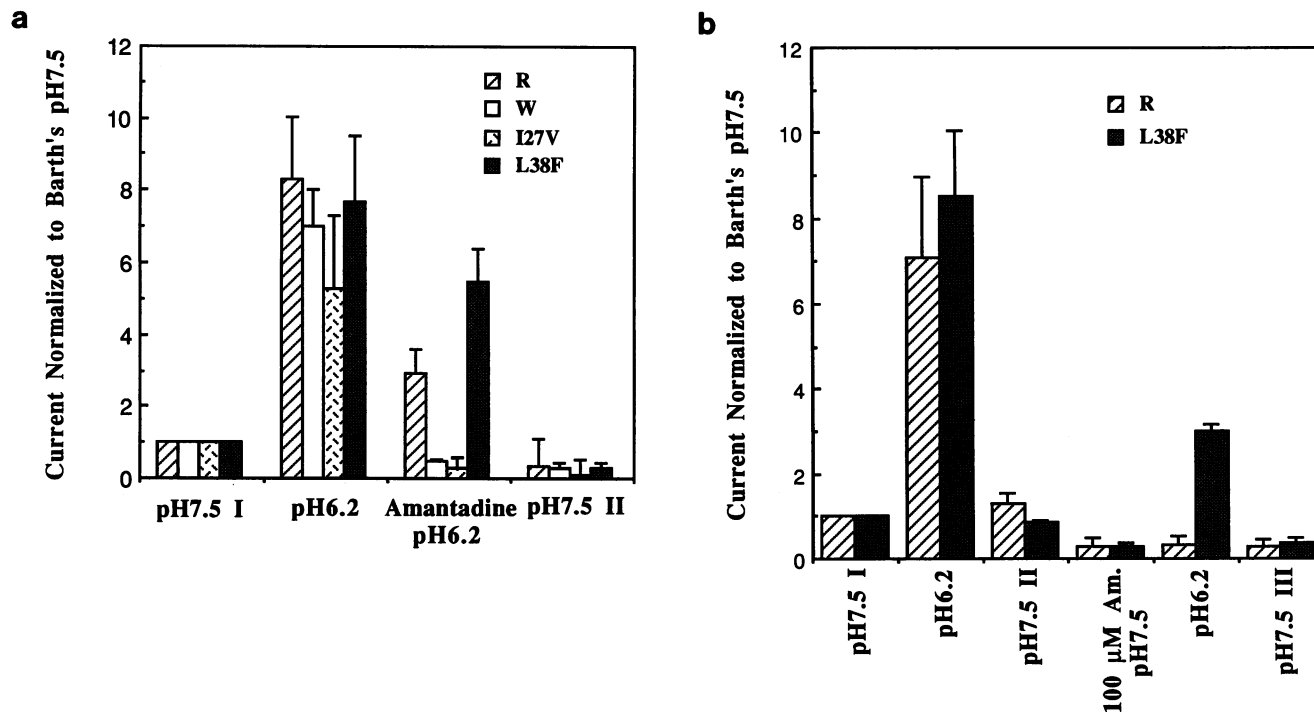 a
Current Normalized to Barth's pH7.5
12
10
8
6
4
2
0
R
W
I27V
L38F
pH7.5 I
pH6.2
Amantadine
pH6.2
pH7.5 II
b
Current Normalized to Barth's pH7.5
12
10
8
6
4
2
0
R
L38F
pH7.5 I
pH6.2
pH7.5 II
100 µM Am.
pH7.5
pH6.2
pH7.5 III